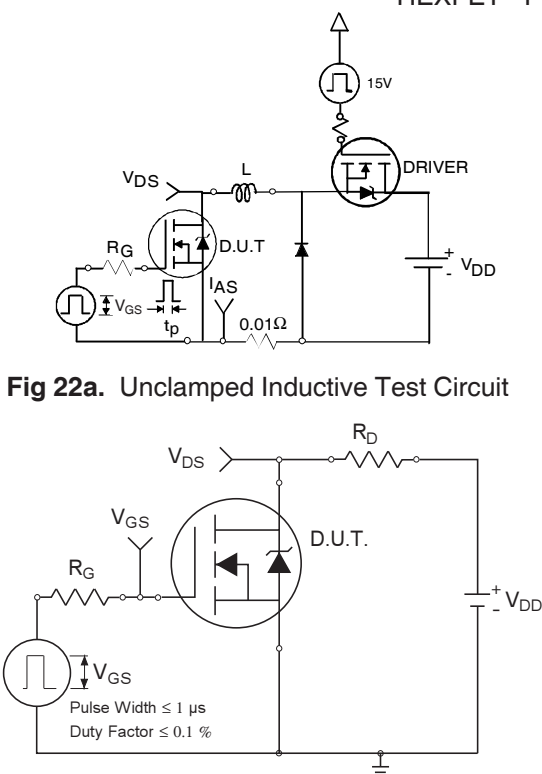 15V
DRIVER
L
VDS
RG
D.U.T
+
VDD
-
IAS
VGS
tp
0.01Ω
Fig 22a. Unclamped Inductive Test Circuit
RD
VDS
VGS
D.U.T.
RG
+
VDD
-
VGS
Pulse Width ≤ 1 µs
Duty Factor ≤ 0.1 %